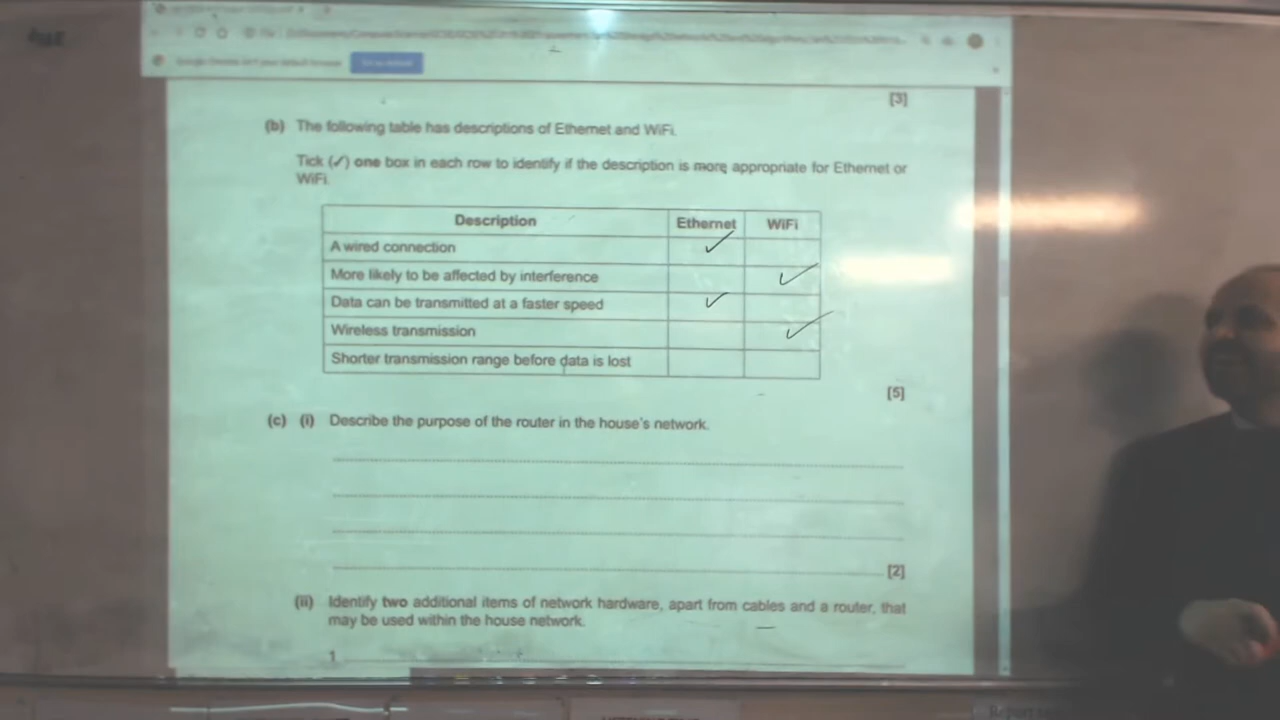 [3]
(b) The following table has descriptions of Ethernet and WiFi.
Tick (✓) one box in each row to identify if the description is more appropriate for Ethernet or
WiFi.
Description Ethernet WiFi
A wired connection ✓
More likely to be affected by interference ✓
Data can be transmitted at a faster speed ✓
Wireless transmission ✓
Shorter transmission range before data is lost
[5]
(c) (i) Describe the purpose of the router in the house's network.
[2]
(ii) Identify two additional items of network hardware, apart from cables and a router, that
may be used within the house network.
1